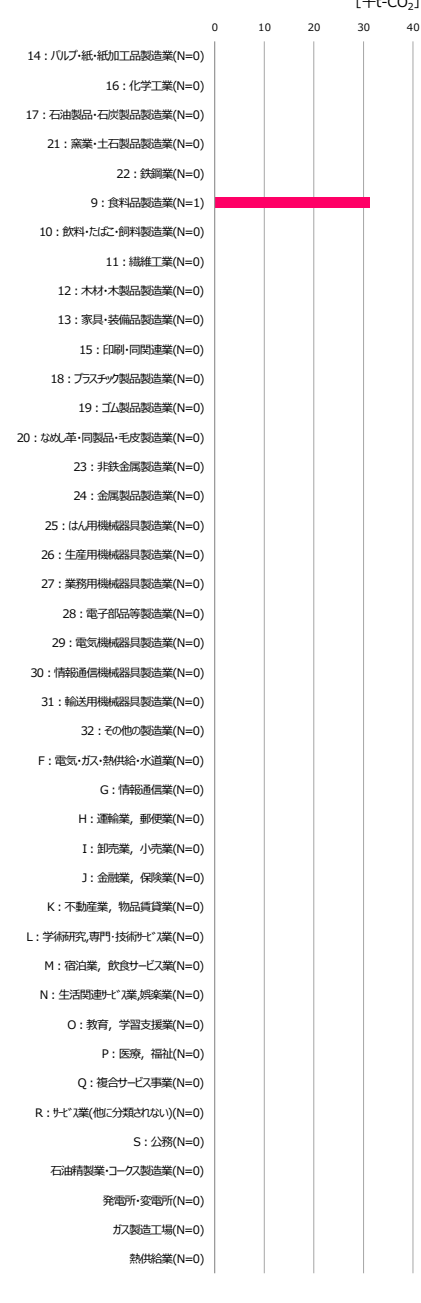 [千t-CO₂]
0 10 20 30 40
14：パルプ・紙・紙加工品製造業(N=0)
16：化学工業(N=0)
17：石油製品・石炭製品製造業(N=0)
21：窯業・土石製品製造業(N=0)
22：鉄鋼業(N=0)
9：食料品製造業(N=1)
10：飲料・たばこ・飼料製造業(N=0)
11：繊維工業(N=0)
12：木材・木製品製造業(N=0)
13：家具・装備品製造業(N=0)
15：印刷・同関連業(N=0)
18：プラスチック製品製造業(N=0)
19：ゴム製品製造業(N=0)
20：なめし革・同製品・毛皮製造業(N=0)
23：非鉄金属製造業(N=0)
24：金属製品製造業(N=0)
25：はん用機械器具製造業(N=0)
26：生産用機械器具製造業(N=0)
27：業務用機械器具製造業(N=0)
28：電子部品等製造業(N=0)
29：電気機械器具製造業(N=0)
30：情報通信機械器具製造業(N=0)
31：輸送用機械器具製造業(N=0)
32：その他の製造業(N=0)
F：電気・ガス・熱供給・水道業(N=0)
G：情報通信業(N=0)
H：運輸業，郵便業(N=0)
I：卸売業，小売業(N=0)
J：金融業，保険業(N=0)
K：不動産業，物品賃貸業(N=0)
L：学術研究,専門・技術ｻｰﾋﾞｽ業(N=0)
M：宿泊業，飲食サービス業(N=0)
N：生活関連ｻｰﾋﾞｽ業,娯楽業(N=0)
O：教育，学習支援業(N=0)
P：医療，福祉(N=0)
Q：複合サービス事業(N=0)
R：ｻｰﾋﾞｽ業(他に分類されない)(N=0)
S：公務(N=0)
石油精製業・コークス製造業(N=0)
発電所・変電所(N=0)
ガス製造工場(N=0)
熱供給業(N=0)